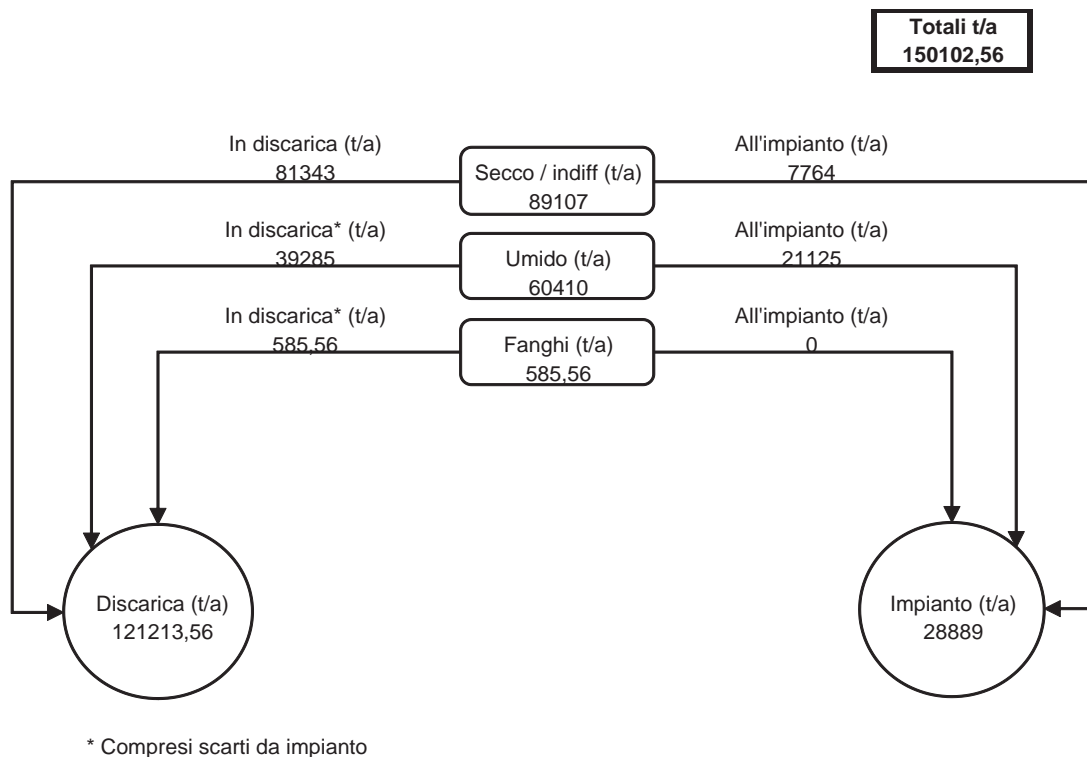 Totali t/a
150102,56
In discarica (t/a)
81343
Secco / indiff (t/a)
89107
All'impianto (t/a)
7764
In discarica* (t/a)
39285
Umido (t/a)
60410
All'impianto (t/a)
21125
In discarica* (t/a)
585,56
Fanghi (t/a)
585,56
All'impianto (t/a)
0
Discarica (t/a)
121213,56
Impianto (t/a)
28889
* Compresi scarti da impianto